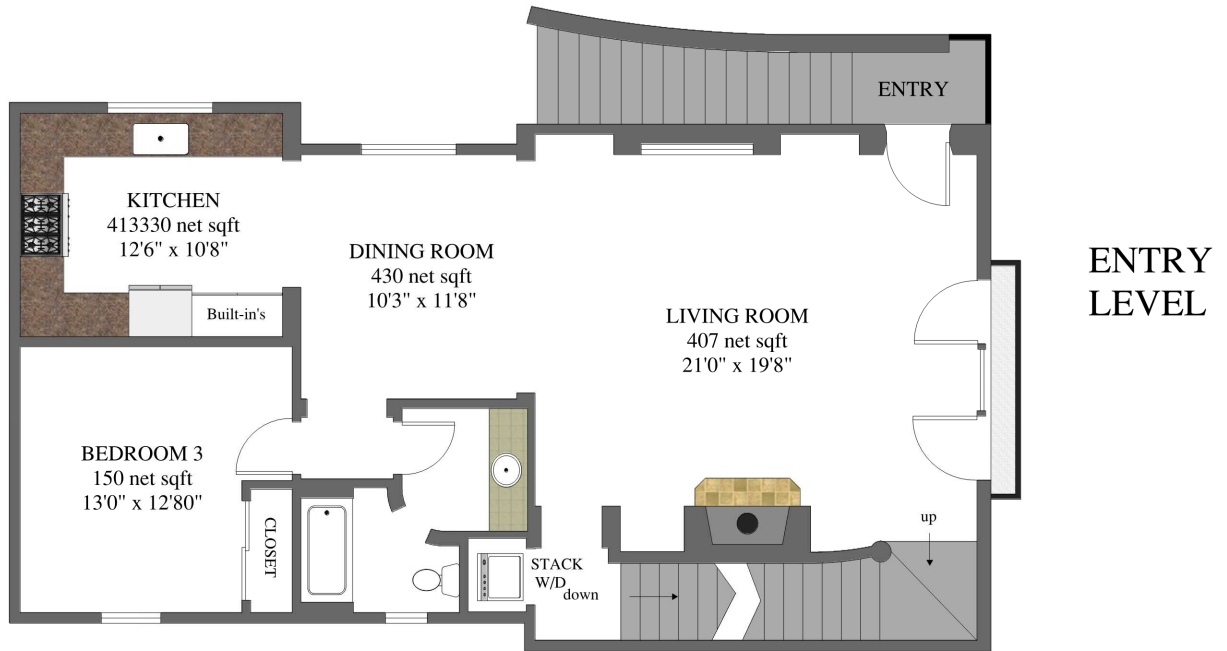 ENTRY
KITCHEN
413330 net sqft
12'6" x 10'8"
DINING ROOM
430 net sqft
10'3" x 11'8"
ENTRY
LEVEL
Built-in's
LIVING ROOM
407 net sqft
21'0" x 19'8"
BEDROOM 3
150 net sqft
13'0" x 12'80"
CLOSET
up
STACK
W/D
down